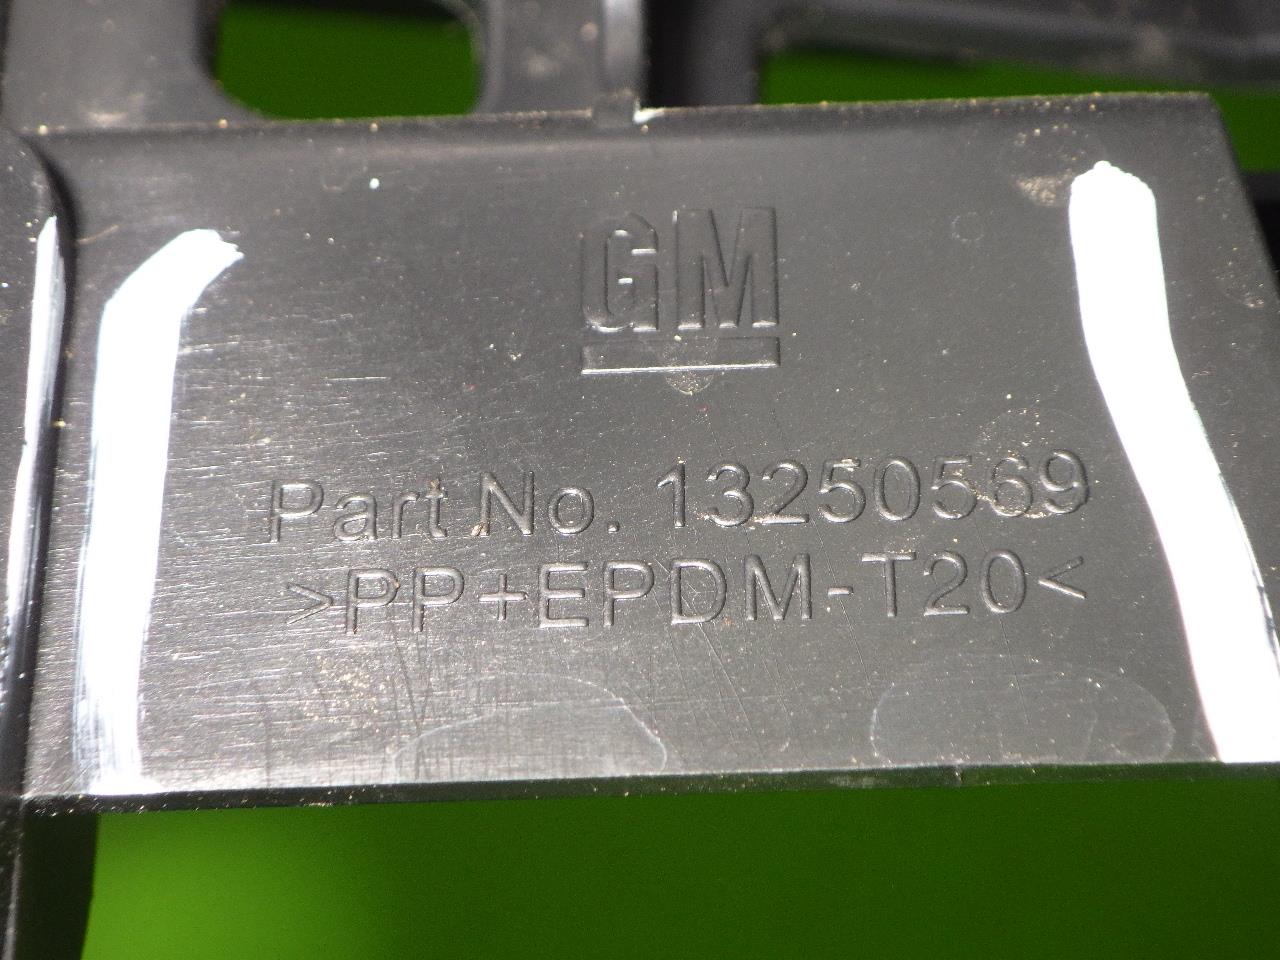 GM
Part No. 13250569
>PP+EPDM-T20<